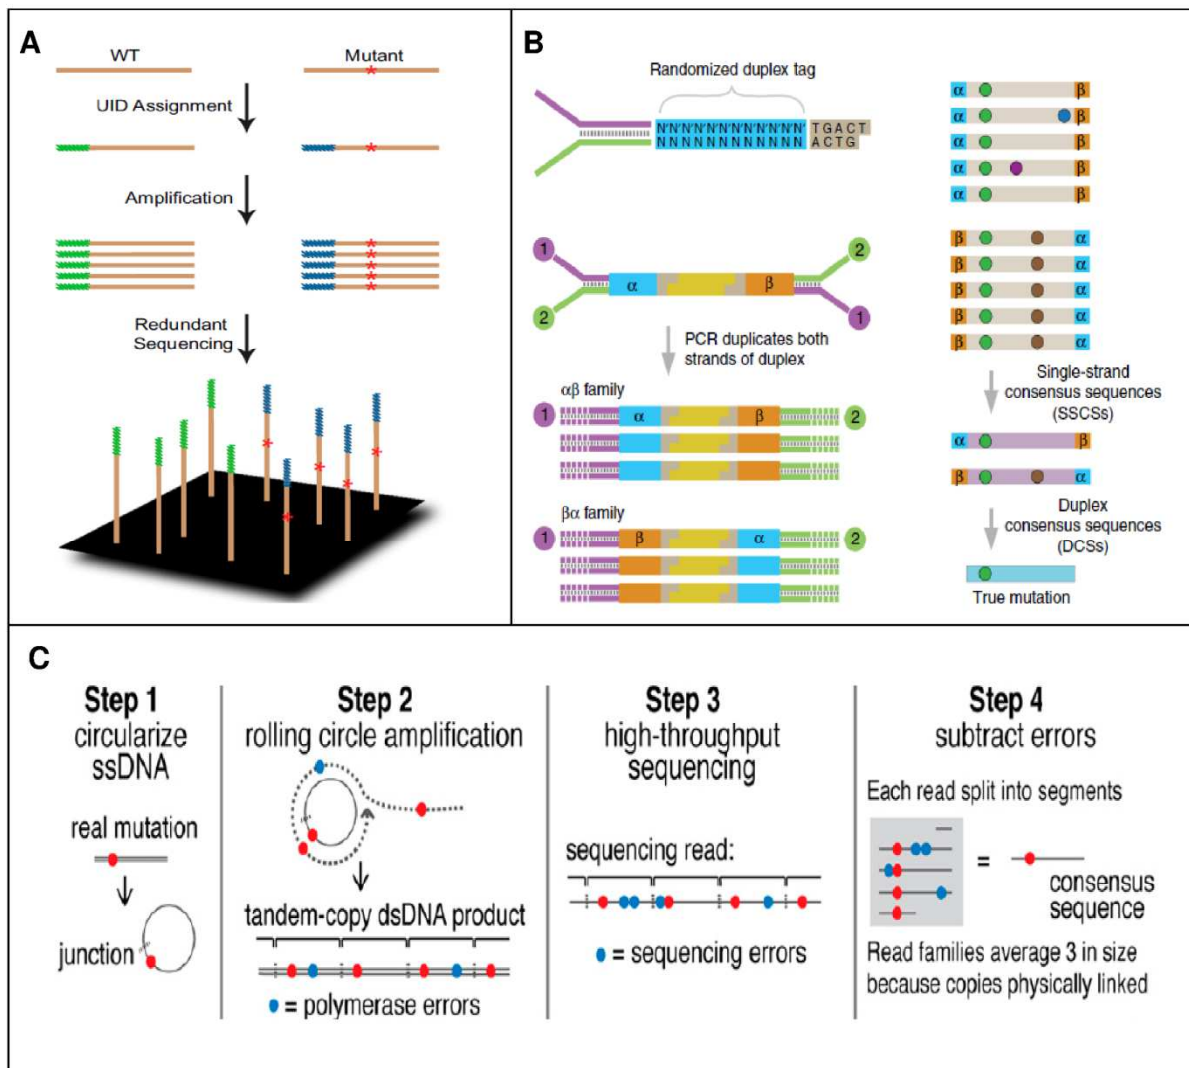 A
WT
Mutant
UID Assignment
Amplification
Redundant
Sequencing
B
Randomized duplex tag
N'N'N'N'N'N'N'N'N'N'N'N' TGACT
NNNNNNNNNNNN ACTG
1
2
α
β
2
1
PCR duplicates both
strands of duplex
αβ family
1
α
β
2
βα family
1
β
α
2
α β
α β
α β
α β
α β
β α
β α
β α
β α
β α
Single-strand
consensus sequences
(SSCSs)
α β
β α
Duplex
consensus sequences
(DCSs)
True mutation
C
Step 1
circularize
ssDNA
real mutation
junction
Step 2
rolling circle amplification
tandem-copy dsDNA product
= polymerase errors
Step 3
high-throughput
sequencing
sequencing read:
= sequencing errors
Step 4
subtract errors
Each read split into segments
=
consensus
sequence
Read families average 3 in size
because copies physically linked